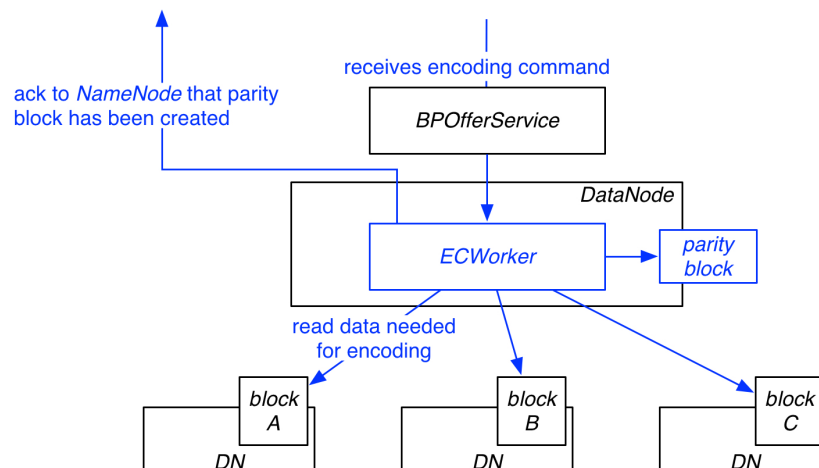 receives encoding command
ack to NameNode that parity
block has been created
BPOfferService
DataNode
ECWorker
parity
block
read data needed
for encoding
block
A
block
B
block
C
DN
DN
DN